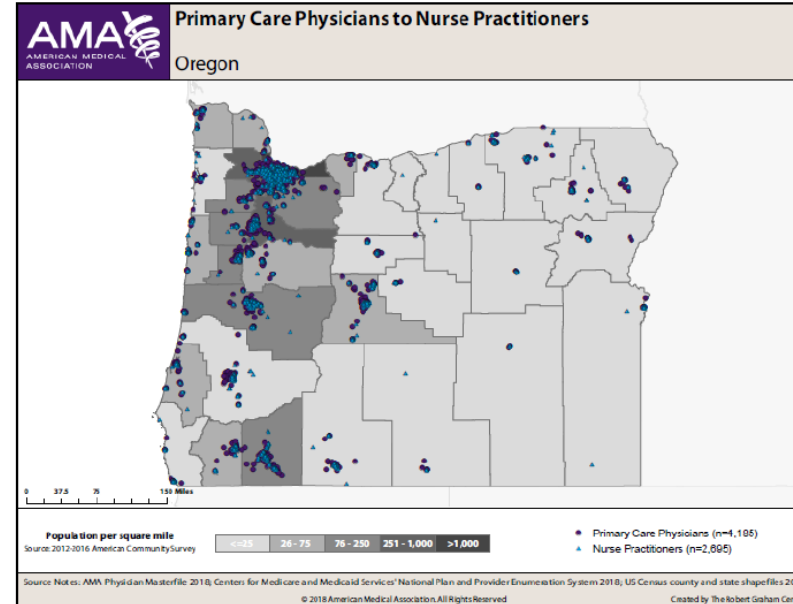 AMA
AMERICAN MEDICAL
ASSOCIATION
Primary Care Physicians to Nurse Practitioners
Oregon
0 37.5 75 150 Miles
Population per square mile
Source: 2012-2016 American Community Survey
<=25 26 - 75 76 - 250 251 - 1,000 >1,000
Primary Care Physicians (n=4,185)
Nurse Practitioners (n=2,695)
Source Notes: AMA Physician Masterfile 2018; Centers for Medicare and Medicaid Services' National Plan and Provider Enumeration System 2018; US Census county and state shapefiles 20
© 2018 American Medical Association. All Rights Reserved
Created by The Robert Graham Cen